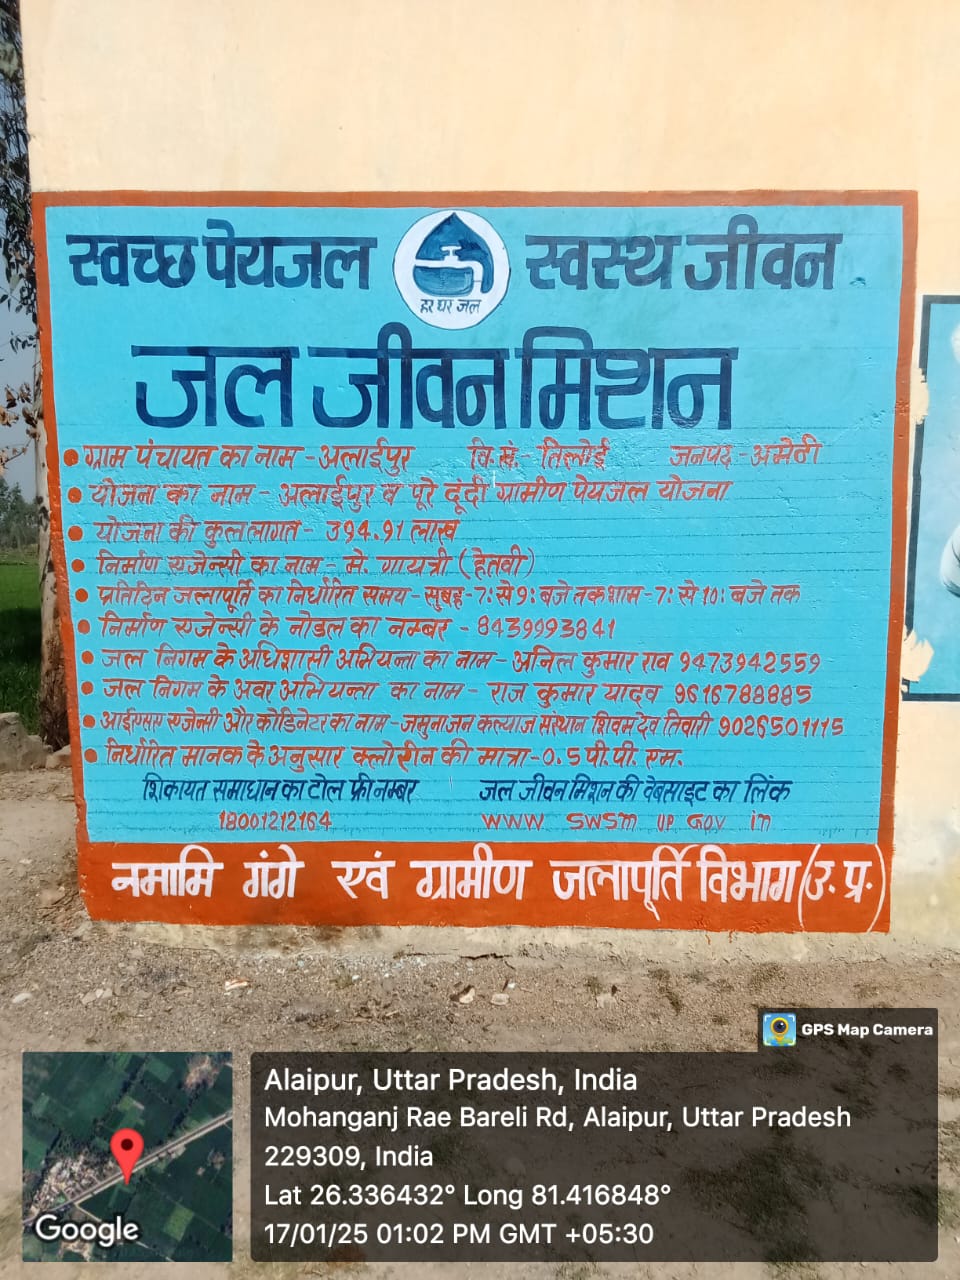 स्वच्छ पेयजल हर घर जल स्वस्थ जीवन
जल जीवन मिशन
• ग्राम पंचायत का नाम - अलाईपुर वि.खं.- तिलोई जनपद - अमेठी
• योजना का नाम - अलाईपुर व पूरे दूंदी ग्रामीण पेयजल योजना
• योजना की कुल लागत - 394.91 लाख
• निर्माण एजेन्सी का नाम - मे. गायत्री (हेतवी)
• प्रतिदिन जलापूर्ति का निर्धारित समय - सुबह - 7: से 9: बजे तक शाम - 7: से 10: बजे तक
• निर्माण एजेन्सी के नोडल का नम्बर - 8439993841
• जल निगम के अधिशासी अभियन्ता का नाम - अनिल कुमार राव 9473942559
• जल निगम के अवर अभियन्ता का नाम - राज कुमार यादव 9616788885
• आईएसए एजेन्सी और कोडिनेटर का नाम - जमुनाजन कल्याज संस्थान शिवम देव तिवारी 9026501115
• निर्धारित मानक के अनुसार क्लोरीन की मात्रा - 0.5 पी.पी. एम.
शिकायत समाधान का टोल फ्री नम्बर जल जीवन मिशन की वेबसाइट का लिंक
18001212164 www swsm up Gov in
नमामि गंगे एवं ग्रामीण जलापूर्ति विभाग (उ. प्र.)
GPS Map Camera
Alaipur, Uttar Pradesh, India
Mohanganj Rae Bareli Rd, Alaipur, Uttar Pradesh
229309, India
Lat 26.336432° Long 81.416848°
17/01/25 01:02 PM GMT +05:30
Google